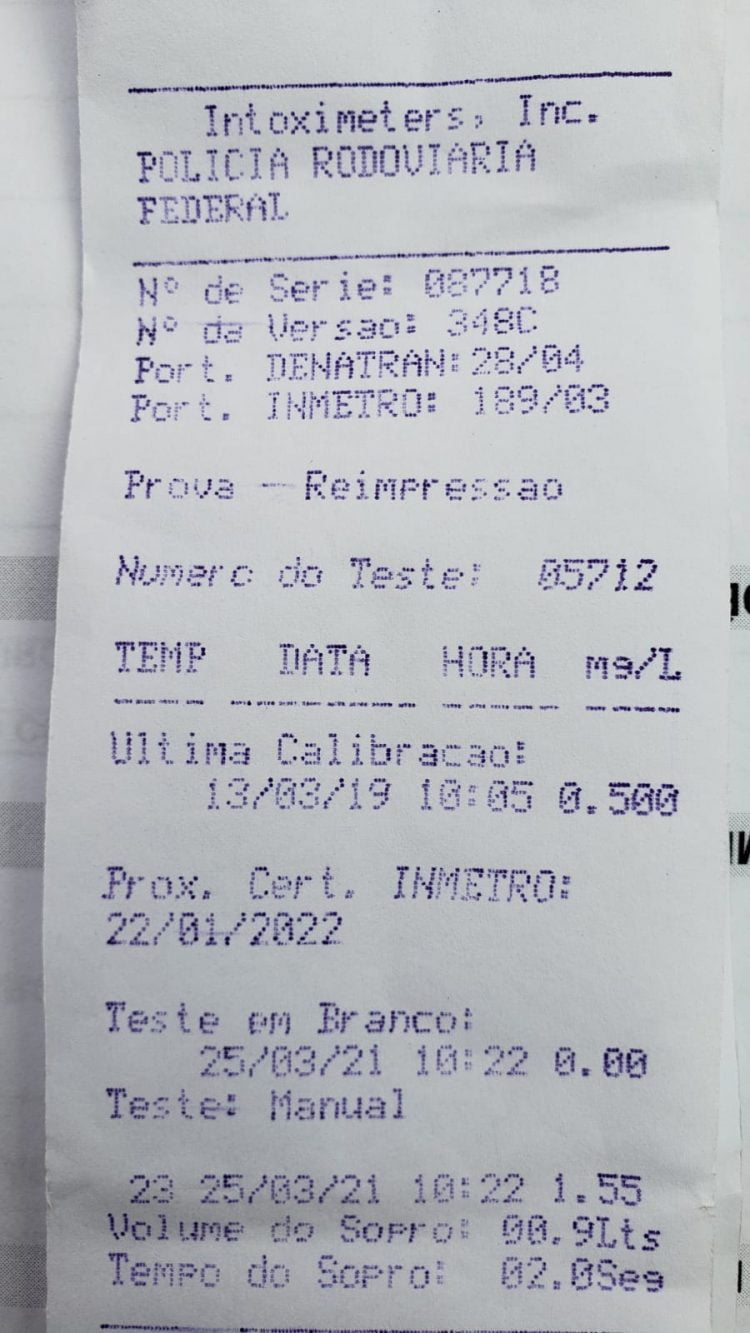 Intoximeters, Inc.
POLICIA RODOVIARIA
FEDERAL
Nº de Serie: 087718
Nº da Versao: 348C
Port. DENATRAN: 28/04
Port. INMETRO: 189/03
Prova - Reimpressao
Numero do Teste: 05712
TEMP DATA HORA mg/L
Ultima Calibracao:
13/03/19 10:05 0.500
Prox. Cert. INMETRO:
22/01/2022
Teste em Branco:
25/03/21 10:22 0.00
Teste: Manual
23 25/03/21 10:22 1.55
Volume do Sopro: 00.9Lts
Tempo do Sopro: 02.0Seg